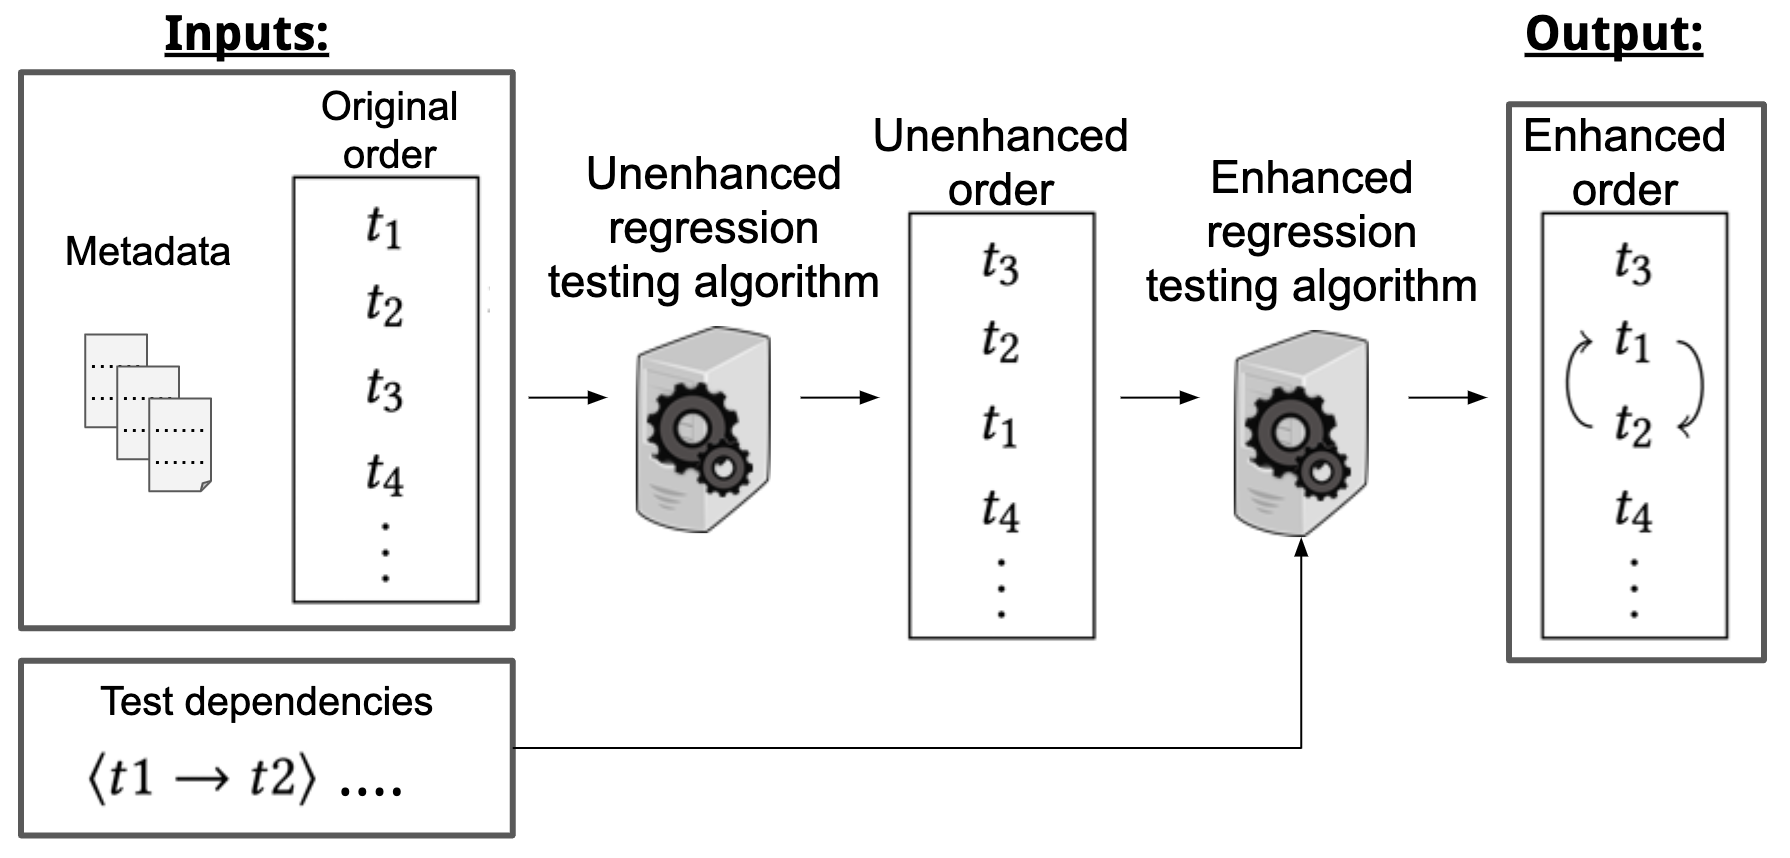 Inputs:
Original
order
Metadata
t1
t2
t3
t4
Test dependencies
⟨t1 → t2⟩ ....
Unenhanced
regression
testing algorithm
Unenhanced
order
t3
t2
t1
t4
Enhanced
regression
testing algorithm
Output:
Enhanced
order
t3
t1
t2
t4